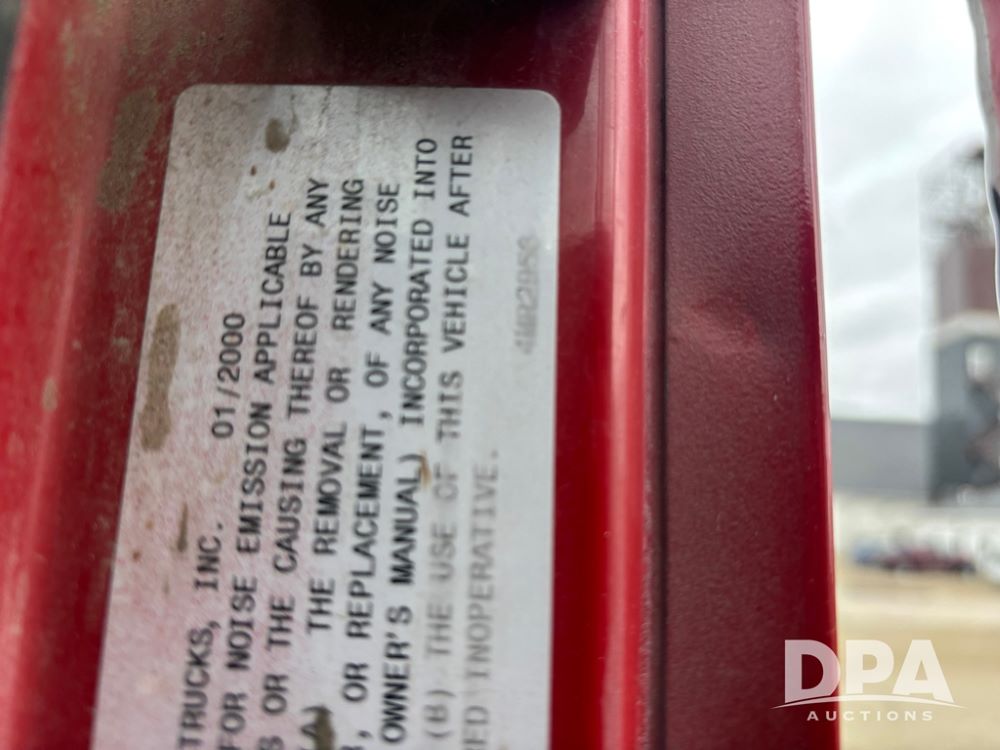 TRUCKS, INC. 01/2000
FOR NOISE EMISSION APPLICABLE
OR THE CAUSING THEREOF BY ANY
THE REMOVAL OR RENDERING
, OR REPLACEMENT, OF ANY NOISE
OWNER'S MANUAL) INCORPORATED INTO
(B) THE USE OF THIS VEHICLE AFTER
RED INOPERATIVE.
DPA
AUCTIONS